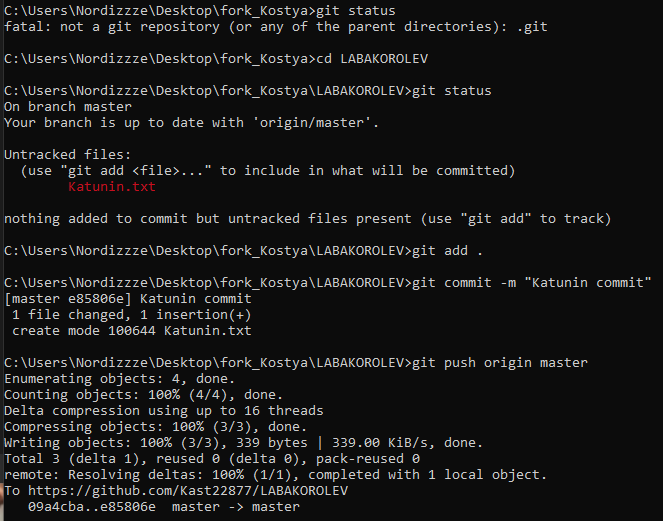 C:\Users\Nordizzze\Desktop\fork_Kostya>git status
fatal: not a git repository (or any of the parent directories): .git
C:\Users\Nordizzze\Desktop\fork_Kostya>cd LABAKOROLEV
C:\Users\Nordizzze\Desktop\fork_Kostya\LABAKOROLEV>git status
On branch master
Your branch is up to date with 'origin/master'.
Untracked files:
  (use "git add <file>..." to include in what will be committed)
        Katunin.txt
nothing added to commit but untracked files present (use "git add" to track)
C:\Users\Nordizzze\Desktop\fork_Kostya\LABAKOROLEV>git add .
C:\Users\Nordizzze\Desktop\fork_Kostya\LABAKOROLEV>git commit -m "Katunin commit"
[master e85806e] Katunin commit
 1 file changed, 1 insertion(+)
 create mode 100644 Katunin.txt
C:\Users\Nordizzze\Desktop\fork_Kostya\LABAKOROLEV>git push origin master
Enumerating objects: 4, done.
Counting objects: 100% (4/4), done.
Delta compression using up to 16 threads
Compressing objects: 100% (3/3), done.
Writing objects: 100% (3/3), 339 bytes | 339.00 KiB/s, done.
Total 3 (delta 1), reused 0 (delta 0), pack-reused 0
remote: Resolving deltas: 100% (1/1), completed with 1 local object.
To https://github.com/Kast22877/LABAKOROLEV
   09a4cba..e85806e  master -> master